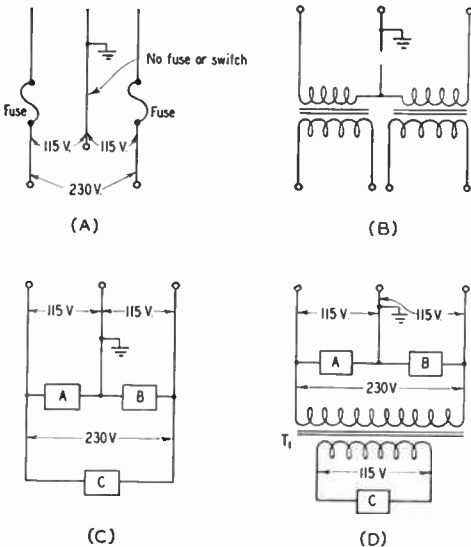 No fuse or switch
Fuse
Fuse
115 V.
115 V.
230 V.
(A)
(B)
115 V.
115 V.
A
B
230 V
C
(C)
115 V.
115 V.
A
B
230 V
T1
115 V
C
(D)